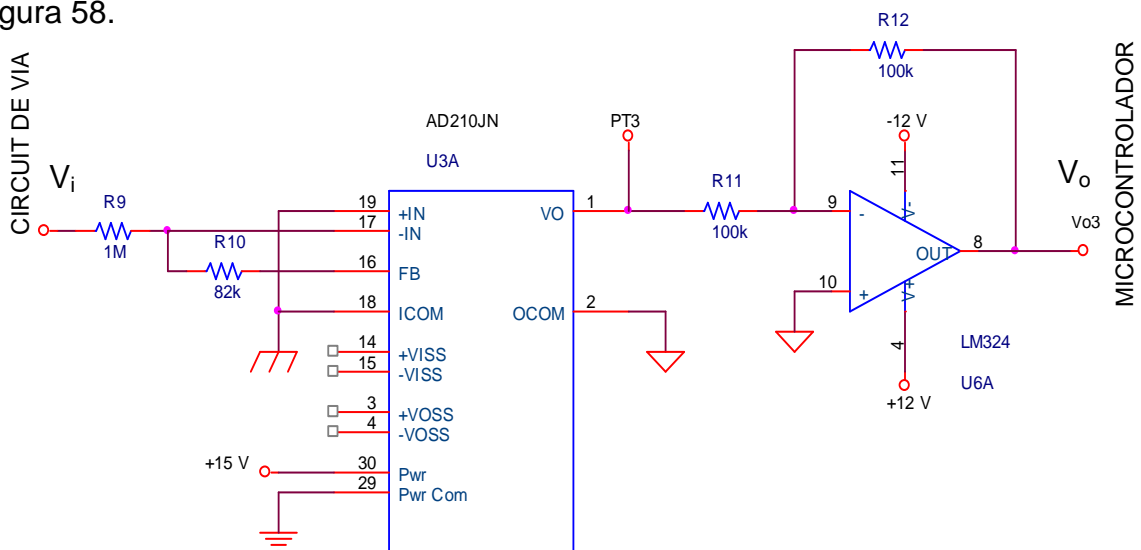 gura 58.
CIRCUIT DE VIA
Vi
R9
1M
R10
82k
AD210JN
U3A
19
+IN
17
-IN
16
FB
18
ICOM
14
+VISS
15
-VISS
3
+VOSS
4
-VOSS
+15 V
30
Pwr
29
Pwr Com
1
VO
2
OCOM
PT3
R11
100k
R12
100k
-12 V
11
V-
9
-
10
+
OUT
8
V+
4
+12 V
LM324
U6A
Vo
Vo3
MICROCONTROLADOR